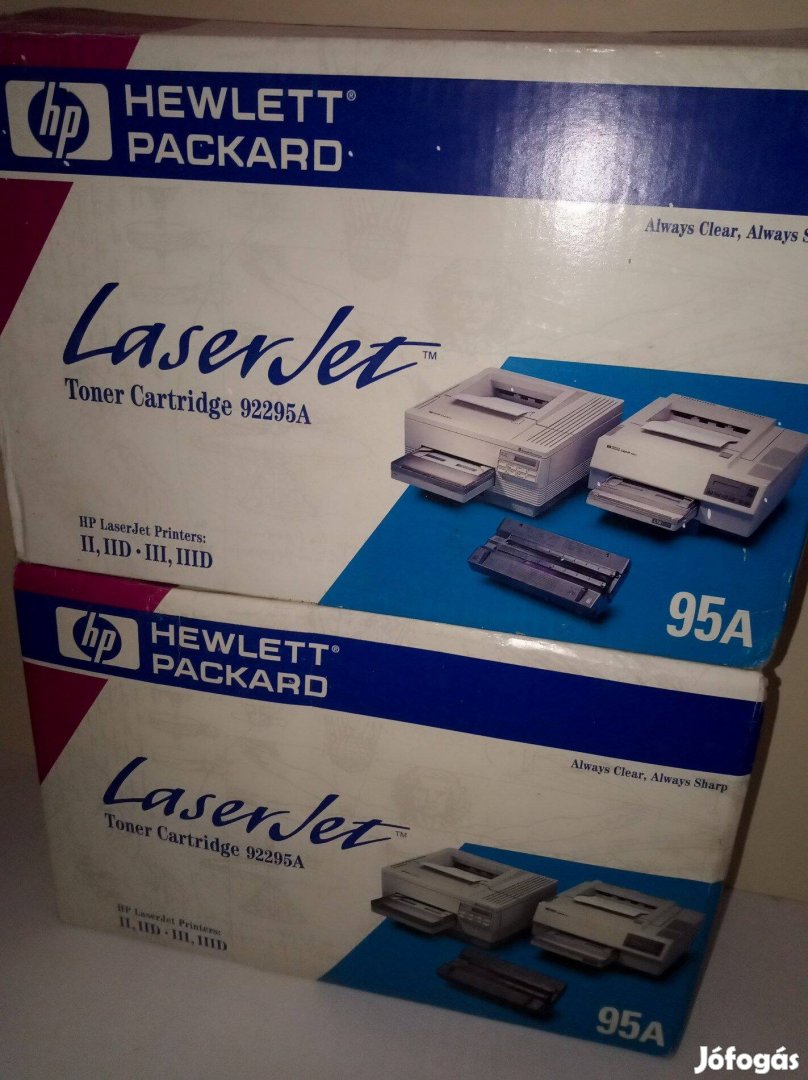 hp HEWLETT®
PACKARD
Always Clear, Always S
LaserJet™
Toner Cartridge 92295A
HP LaserJet Printers:
II, IID • III, IIID
95A
hp HEWLETT®
PACKARD
Always Clear, Always Sharp
LaserJet™
Toner Cartridge 92295A
HP LaserJet Printers:
II, IID • III, IIID
95A
Jófogás